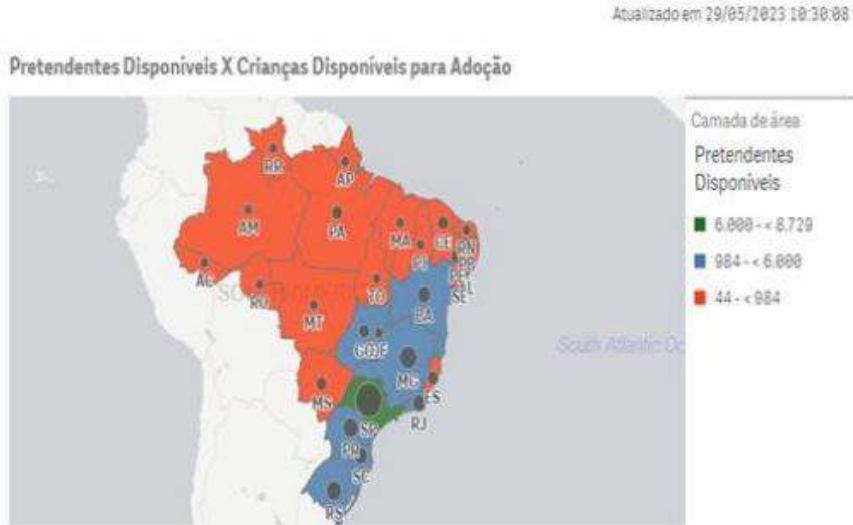 Atualizado em 29/05/2023 10:30:08
Pretendentes Disponíveis X Crianças Disponíveis para Adoção
Camada de área
Pretendentes
Disponíveis
6.000 - < 8.729
984 - < 6.000
44 - < 984
RR
AP
AM
PA
MA
CE
RN
PB
PI
PE
AC
RO
TO
SE
MT
BA
GO
DF
South Atlantic Oc
MG
MS
ES
SP
RJ
PR
SC
RS